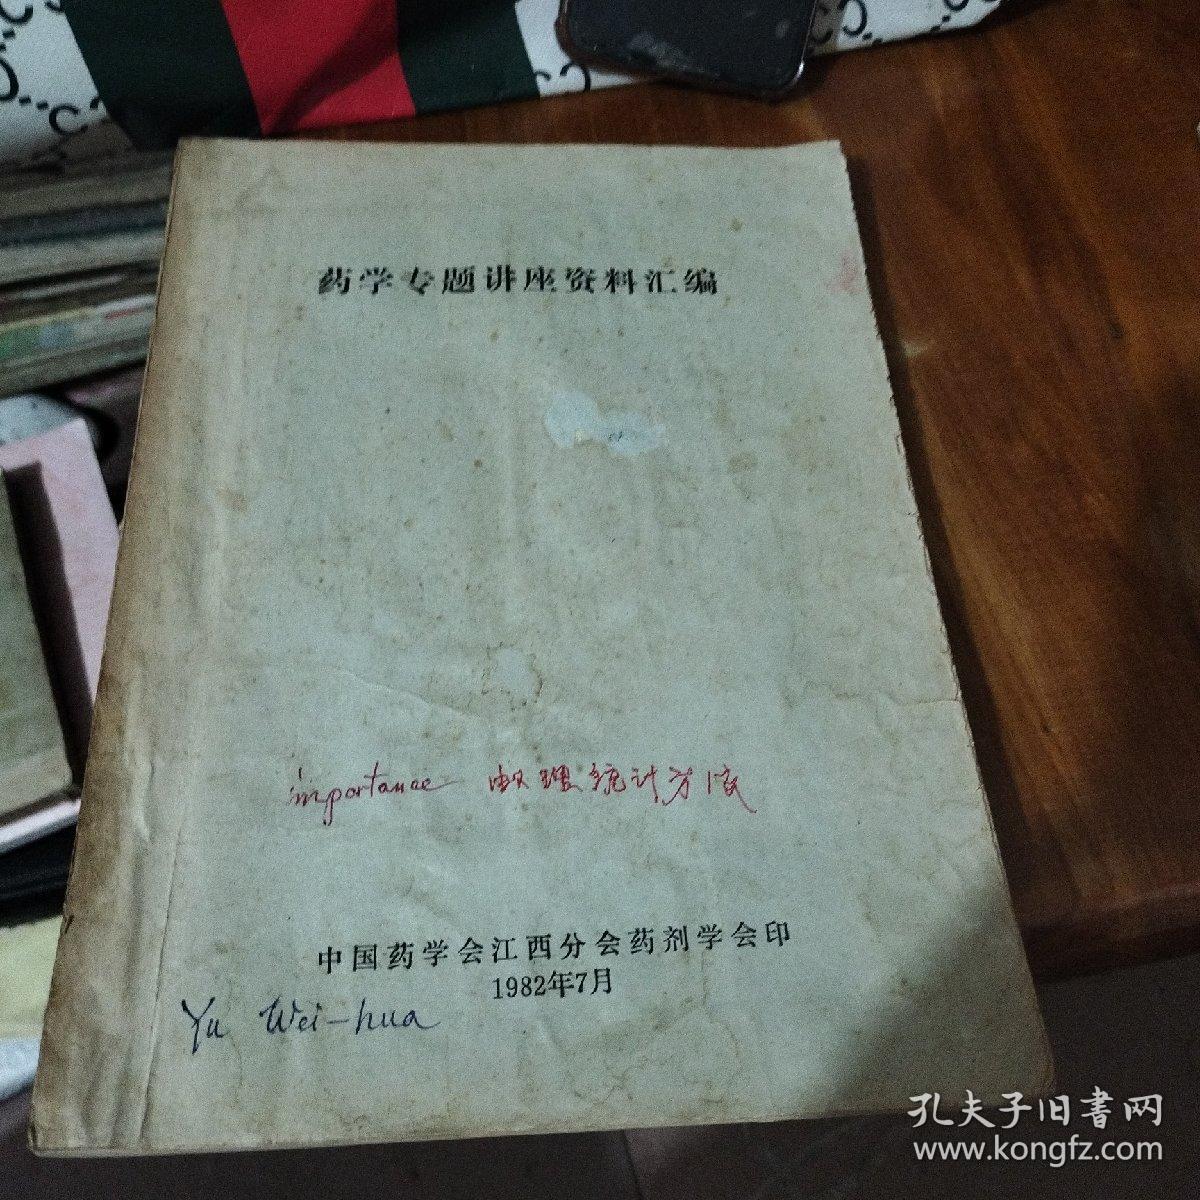 药学专题讲座资料汇编
importance 数理统计方法
中国药学会江西分会药剂学会印
1982年7月
Yu Wei-hua
孔夫子旧書网
www.kongfz.com